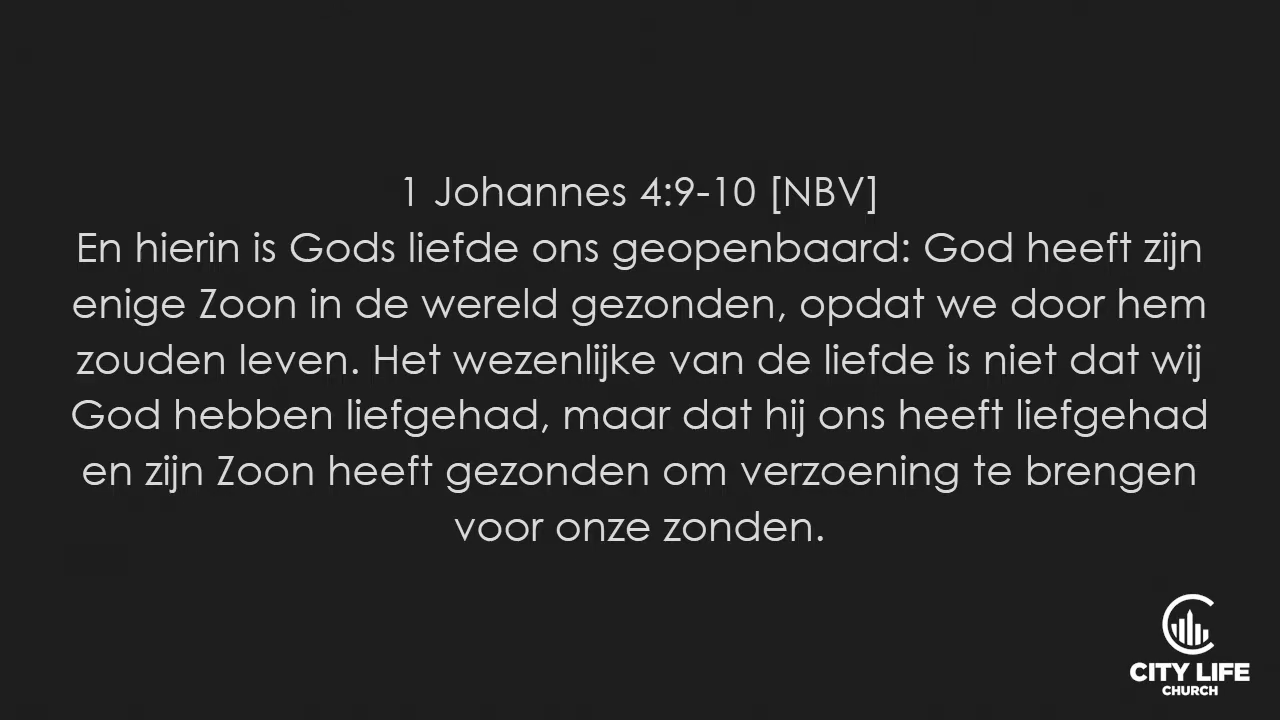 1 Johannes 4:9-10 [NBV]
En hierin is Gods liefde ons geopenbaard: God heeft zijn
enige Zoon in de wereld gezonden, opdat we door hem
zouden leven. Het wezenlijke van de liefde is niet dat wij
God hebben liefgehad, maar dat hij ons heeft liefgehad
en zijn Zoon heeft gezonden om verzoening te brengen
voor onze zonden.
CITY LIFE
CHURCH